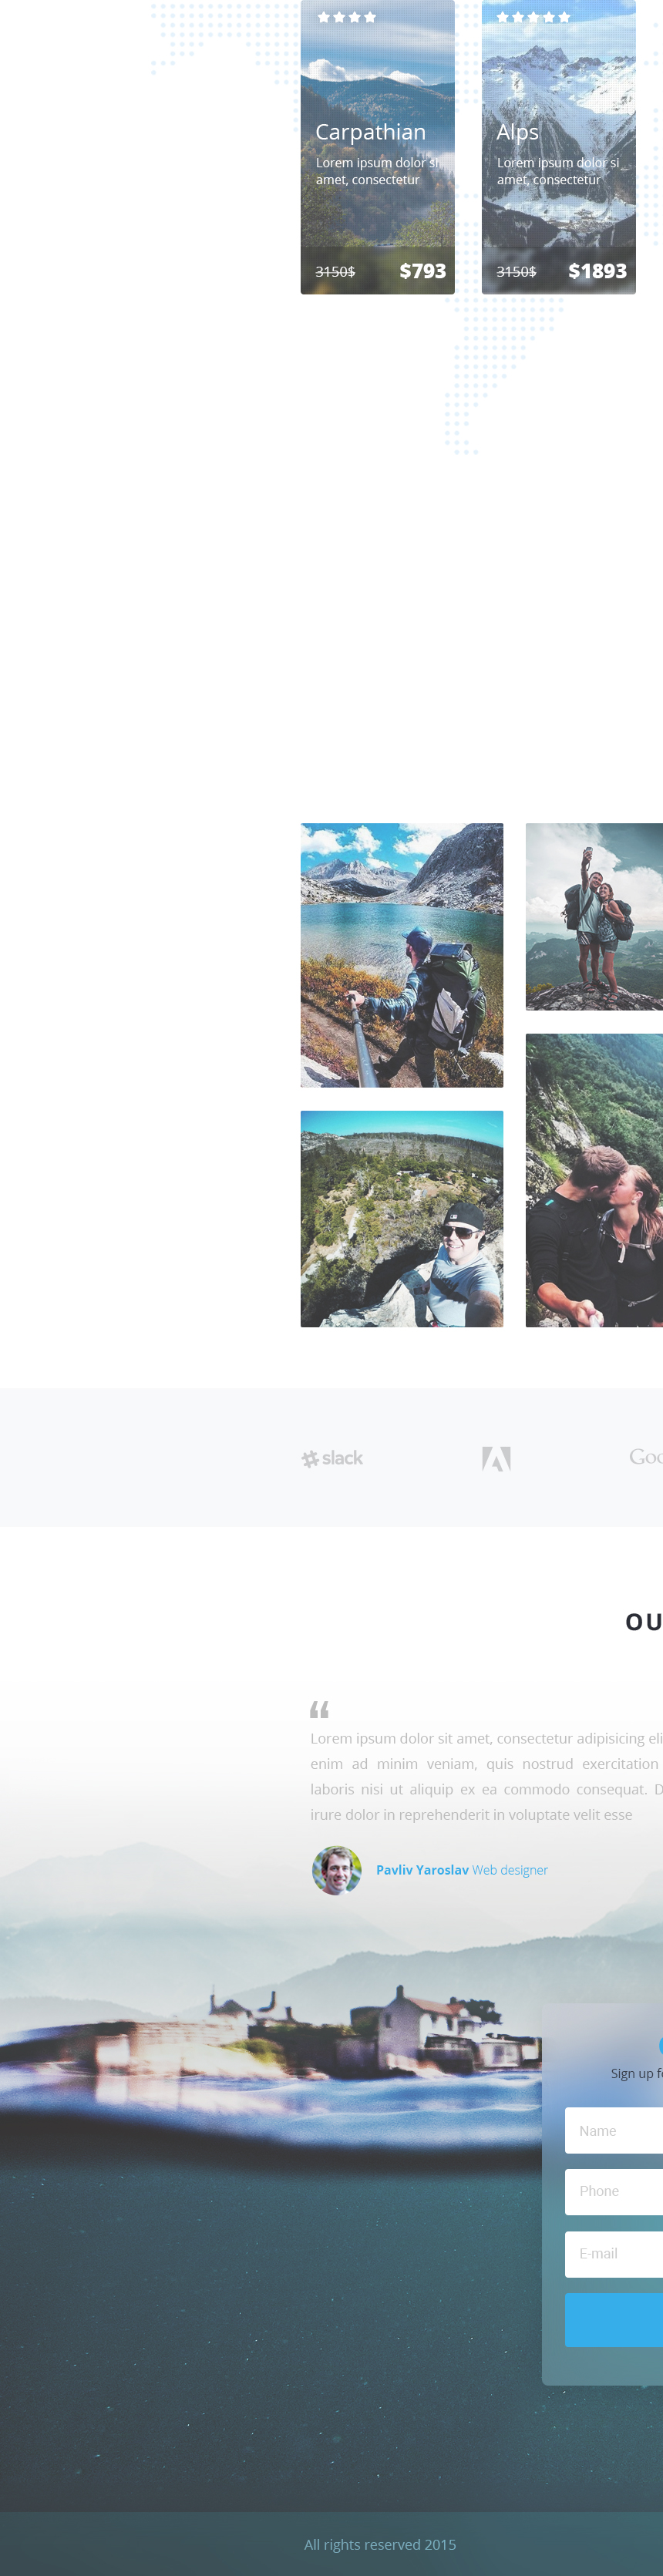 Carpathian
Lorem ipsum dolor si
amet, consectetur
3150$ $793
Alps
Lorem ipsum dolor si
amet, consectetur
3150$ $1893
slack
Goo
OU
“
Lorem ipsum dolor sit amet, consectetur adipisicing eli
enim ad minim veniam, quis nostrud exercitation
laboris nisi ut aliquip ex ea commodo consequat. D
irure dolor in reprehenderit in voluptate velit esse
Pavliv Yaroslav Web designer
Sign up fo
Name
Phone
E-mail
All rights reserved 2015